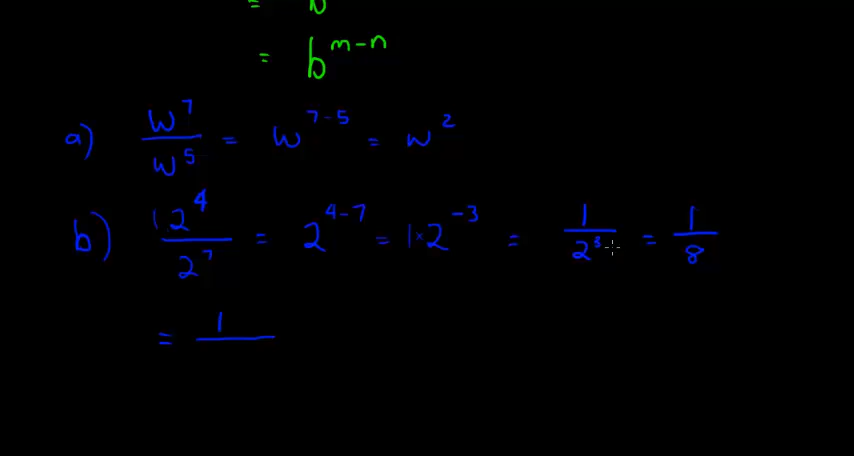 =
= b^{m-n}
a) w^7/w^5 = w^{7-5} = w^2
b) 1 2^4/2^7 = 2^{4-7} = 1×2^{-3} = 1/2^3 = 1/8
= 1/